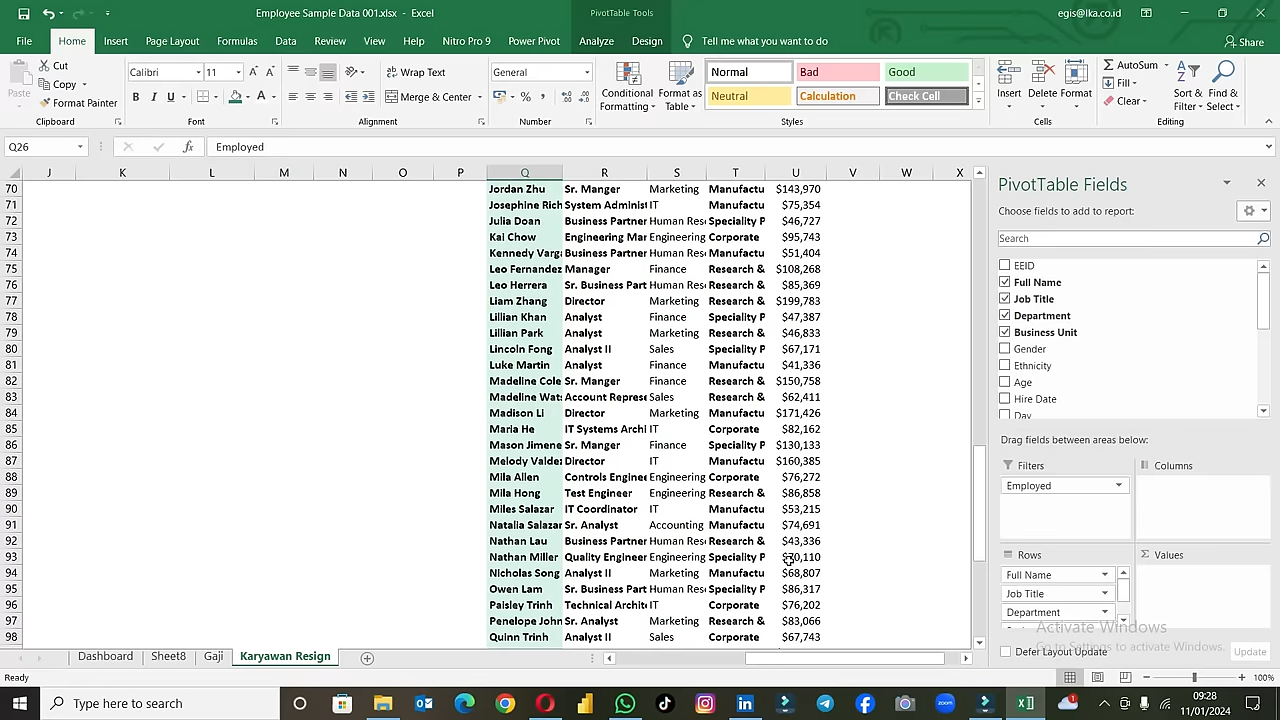 Employee Sample Data 001.xlsx - Excel
PivotTable Tools
egis@lka.co.id
File Home Insert Page Layout Formulas Data Review View Help Nitro Pro 9 Power Pivot Analyze Design Tell me what you want to do Share
Cut
Copy
Format Painter
Paste
Clipboard
Calibri 11
B I U
Font
Wrap Text
Merge & Center
Alignment
General
%
Number
Conditional Formatting
Format as Table
Normal Bad Good
Neutral Calculation Check Cell
Styles
Insert Delete Format
Cells
AutoSum
Fill
Clear
Sort & Filter
Find & Select
Editing
Q26 fx Employed
J K L M N O P Q R S T U V W X
70 Jordan Zhu Sr. Manger Marketing Manufactu $143,970
71 Josephine Rich System Adminis IT Manufactu $75,354
72 Julia Doan Business Partner Human Res Speciality P $46,727
73 Kai Chow Engineering Mar Engineering Corporate $95,743
74 Kennedy Varga Business Partner Human Res Research & $51,404
75 Leo Fernandez Manager Finance Research & $108,268
76 Leo Herrera Sr. Business Part Human Res Research & $85,369
77 Liam Zhang Director Marketing Research & $199,783
78 Lillian Khan Analyst Finance Speciality P $47,387
79 Lillian Park Analyst Marketing Research & $46,833
80 Lincoln Fong Analyst II Sales Speciality P $67,171
81 Luke Martin Analyst Finance Manufactu $41,336
82 Madeline Cole Sr. Manger Finance Research & $150,758
83 Madeline Wats Account Represe Sales Research & $62,411
84 Madison Li Director Marketing Manufactu $171,426
85 Maria He IT Systems Archi IT Corporate $82,162
86 Mason Jimene Sr. Manger Finance Speciality P $130,133
87 Melody Valdez Director IT Manufactu $160,385
88 Mila Allen Controls Enginee Engineering Corporate $76,272
89 Mila Hong Test Engineer Engineering Research & $86,858
90 Miles Salazar IT Coordinator IT Manufactu $53,215
91 Natalia Salazar Sr. Analyst Accounting Manufactu $74,691
92 Nathan Lau Business Partner Human Res Research & $43,336
93 Nathan Miller Quality Engineer Engineering Speciality P $70,110
94 Nicholas Song Analyst II Marketing Manufactu $68,807
95 Owen Lam Sr. Business Part Human Res Research & $86,317
96 Paisley Trinh Technical Archite IT Corporate $76,202
97 Penelope John Sr. Analyst Marketing Research & $83,066
98 Quinn Trinh Analyst II Sales Corporate $67,743
PivotTable Fields
Choose fields to add to report:
Search
EEID
Full Name
Job Title
Department
Business Unit
Gender
Ethnicity
Age
Hire Date
Day
Drag fields between areas below:
Filters Columns
Employed
Rows Σ Values
Full Name
Job Title
Department
Activate Windows
Go to Settings to activate Windows.
Defer Layout Update Update
Dashboard Sheet8 Gaji Karyawan Resign
Ready 100%
Type here to search
zoom
09:28
11/01/2024